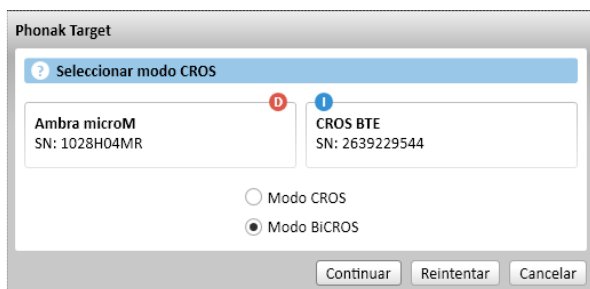 Phonak Target
? Seleccionar modo CROS
D
I
Ambra microM
SN: 1028H04MR
CROS BTE
SN: 2639229544
Modo CROS
Modo BiCROS
Continuar
Reintentar
Cancelar